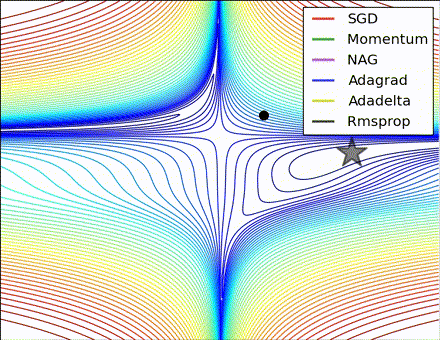 SGD
Momentum
NAG
Adagrad
Adadelta
Rmsprop